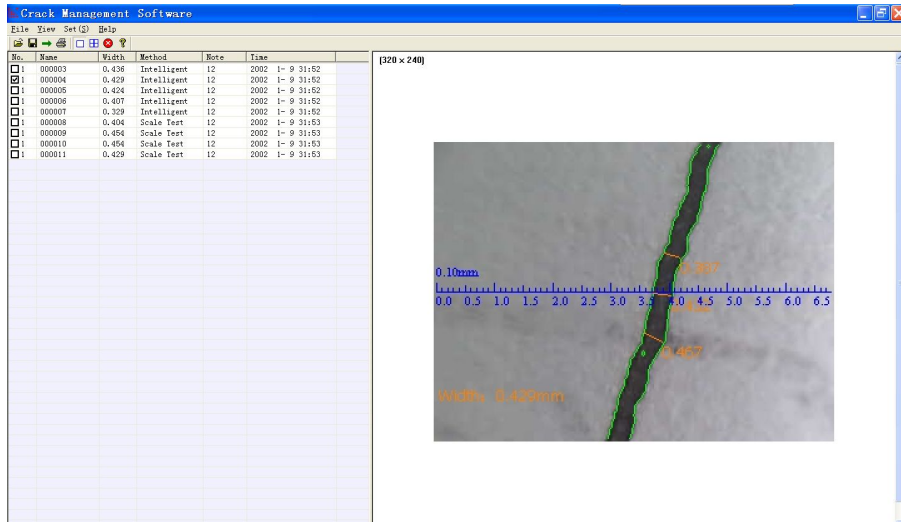 Crack Management Software
File View Set(S) Help
No. Name Width Method Note Time
1 000003 0.436 Intelligent 12 2002 1- 9 31:52
1 000004 0.429 Intelligent 12 2002 1- 9 31:52
1 000005 0.424 Intelligent 12 2002 1- 9 31:52
1 000006 0.407 Intelligent 12 2002 1- 9 31:52
1 000007 0.329 Intelligent 12 2002 1- 9 31:52
1 000008 0.404 Scale Test 12 2002 1- 9 31:53
1 000009 0.454 Scale Test 12 2002 1- 9 31:53
1 000010 0.454 Scale Test 12 2002 1- 9 31:53
1 000011 0.429 Scale Test 12 2002 1- 9 31:53
(320 x 240)
0.10mm
0.0 0.5 1.0 1.5 2.0 2.5 3.0 3.5 4.0 4.5 5.0 5.5 6.0 6.5
0.467
Width: 0.429mm